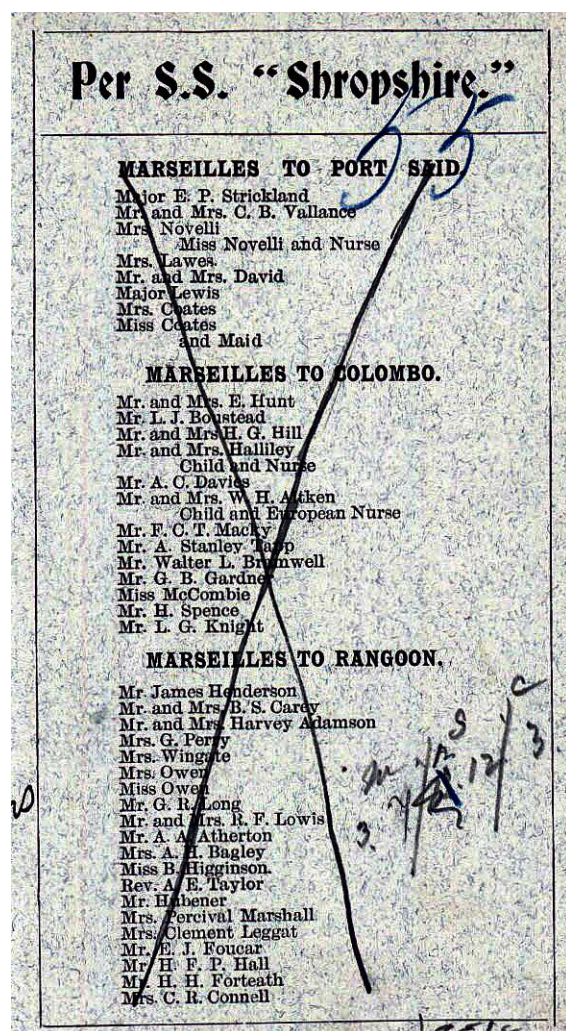 Per S.S. “Shropshire.”
55
MARSEILLES TO PORT SAID.
Major E. P. Strickland
Mr. and Mrs. C. B. Vallance
Mrs. Novelli
Miss Novelli and Nurse
Mrs. Lawes
Mr. and Mrs. David
Major Lewis
Mrs. Coates
Miss Coates
and Maid
MARSEILLES TO COLOMBO.
Mr. and Mrs. E. Hunt
Mr. L. J. Boustead
Mr. and Mrs H. G. Hill
Mr. and Mrs. Halliley
Child and Nurse
Mr. A. C. Davies
Mr. and Mrs. W. H. Aitken
Child and European Nurse
Mr. F. C. T. Macky
Mr. A. Stanley Tapp
Mr. Walter L. Bramwell
Mr. G. B. Gardner
Miss McCombie
Mr. H. Spence
Mr. L. G. Knight
MARSEILLES TO RANGOON.
Mr. James Henderson
Mr. and Mrs. B. S. Carey
Mr. and Mrs. Harvey Adamson
Mrs. G. Perry
Mrs. Wingate
Mrs. Owen
Miss Owen
Mr. G. R. Long
Mr. and Mrs. R. F. Lowis
Mr. A. A. Atherton
Mrs. A. H. Bagley
Miss B. Higginson.
Rev. A. E. Taylor
Mr. Hubener
Mrs. Percival Marshall
Mrs. Clement Leggat
Mr. E. J. Foucar
Mr. H. F. P. Hall
Mr. H. H. Forteath
Mrs. C. R. Connell